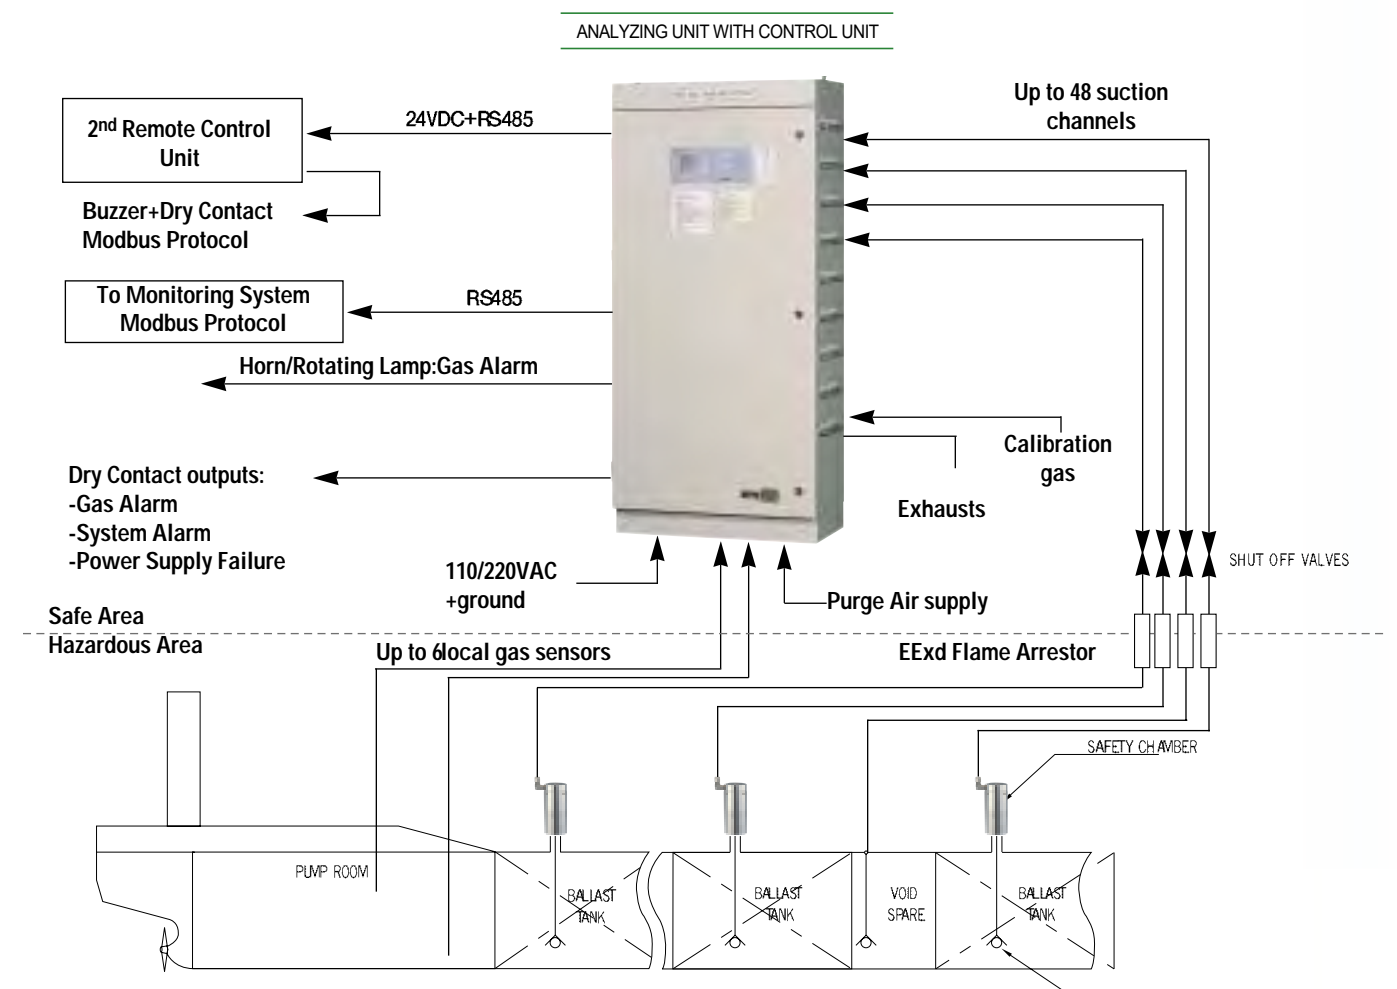 ANALYZING UNIT WITH CONTROL UNIT
2nd Remote Control
Unit
24VDC+RS485
Up to 48 suction
channels
Buzzer+Dry Contact
Modbus Protocol
To Monitoring System
Modbus Protocol
RS485
Horn/Rotating Lamp:Gas Alarm
Calibration
gas
Exhausts
Dry Contact outputs:
-Gas Alarm
-System Alarm
-Power Supply Failure
110/220VAC
+ground
Purge Air supply
SHUT OFF VALVES
Safe Area
Hazardous Area
Up to 6local gas sensors
EExd Flame Arrestor
SAFETY CHAMBER
PUMP ROOM
BALLAST
TANK
BALLAST
TANK
VOID
SPARE
BALLAST
TANK